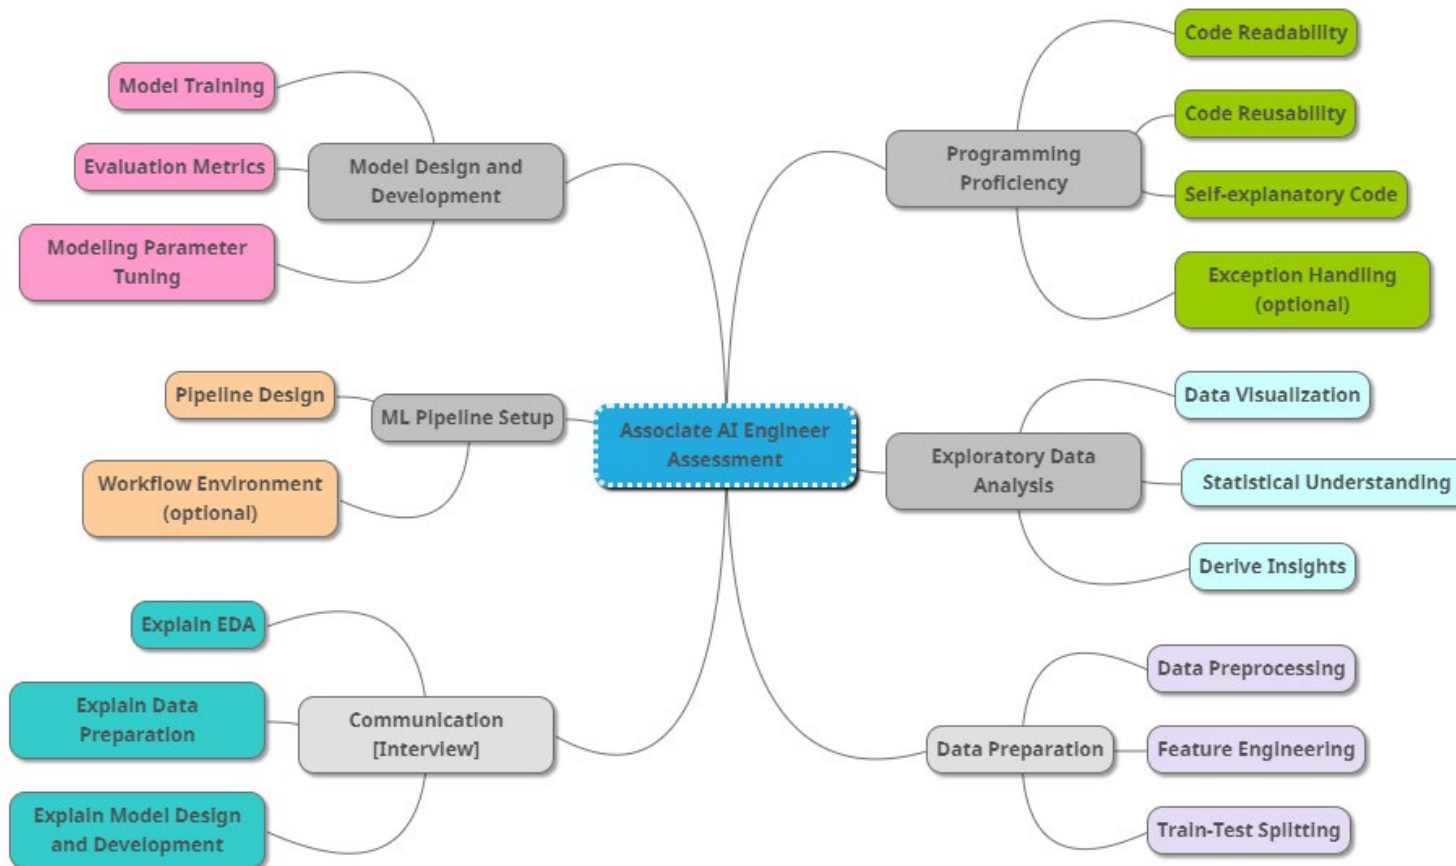 Associate AI Engineer
Assessment
Model Design and
Development
Model Training
Evaluation Metrics
Modeling Parameter
Tuning
ML Pipeline Setup
Pipeline Design
Workflow Environment
(optional)
Communication
[Interview]
Explain EDA
Explain Data
Preparation
Explain Model Design
and Development
Programming
Proficiency
Code Readability
Code Reusability
Self-explanatory Code
Exception Handling
(optional)
Exploratory Data
Analysis
Data Visualization
Statistical Understanding
Derive Insights
Data Preparation
Data Preprocessing
Feature Engineering
Train-Test Splitting